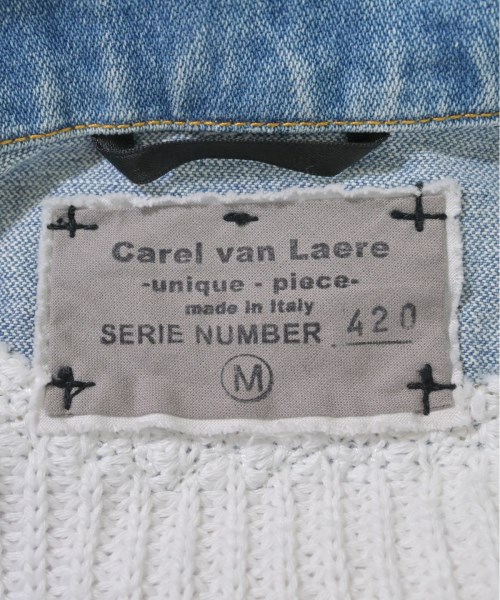 Carel van Laere
-unique - piece-
made in Italy
SERIE NUMBER 420
M